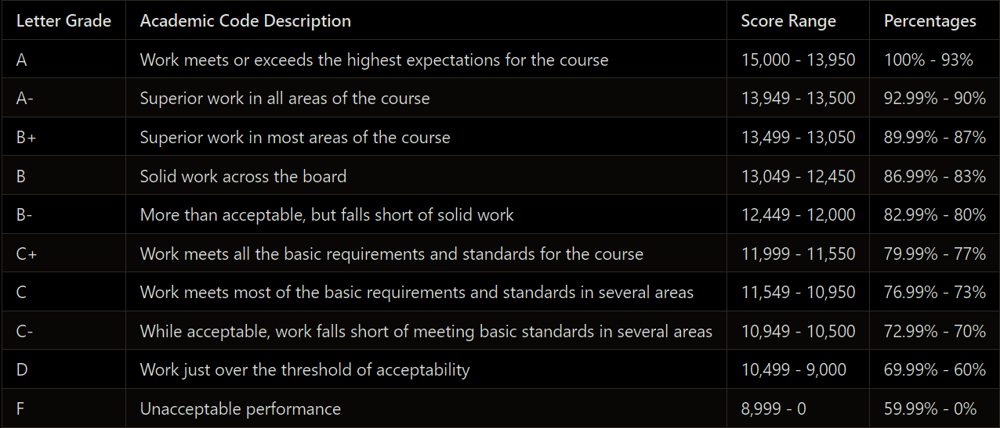 Letter Grade Academic Code Description Score Range Percentages
A Work meets or exceeds the highest expectations for the course 15,000 - 13,950 100% - 93%
A- Superior work in all areas of the course 13,949 - 13,500 92.99% - 90%
B+ Superior work in most areas of the course 13,499 - 13,050 89.99% - 87%
B Solid work across the board 13,049 - 12,450 86.99% - 83%
B- More than acceptable, but falls short of solid work 12,449 - 12,000 82.99% - 80%
C+ Work meets all the basic requirements and standards for the course 11,999 - 11,550 79.99% - 77%
C Work meets most of the basic requirements and standards in several areas 11,549 - 10,950 76.99% - 73%
C- While acceptable, work falls short of meeting basic standards in several areas 10,949 - 10,500 72.99% - 70%
D Work just over the threshold of acceptability 10,499 - 9,000 69.99% - 60%
F Unacceptable performance 8,999 - 0 59.99% - 0%